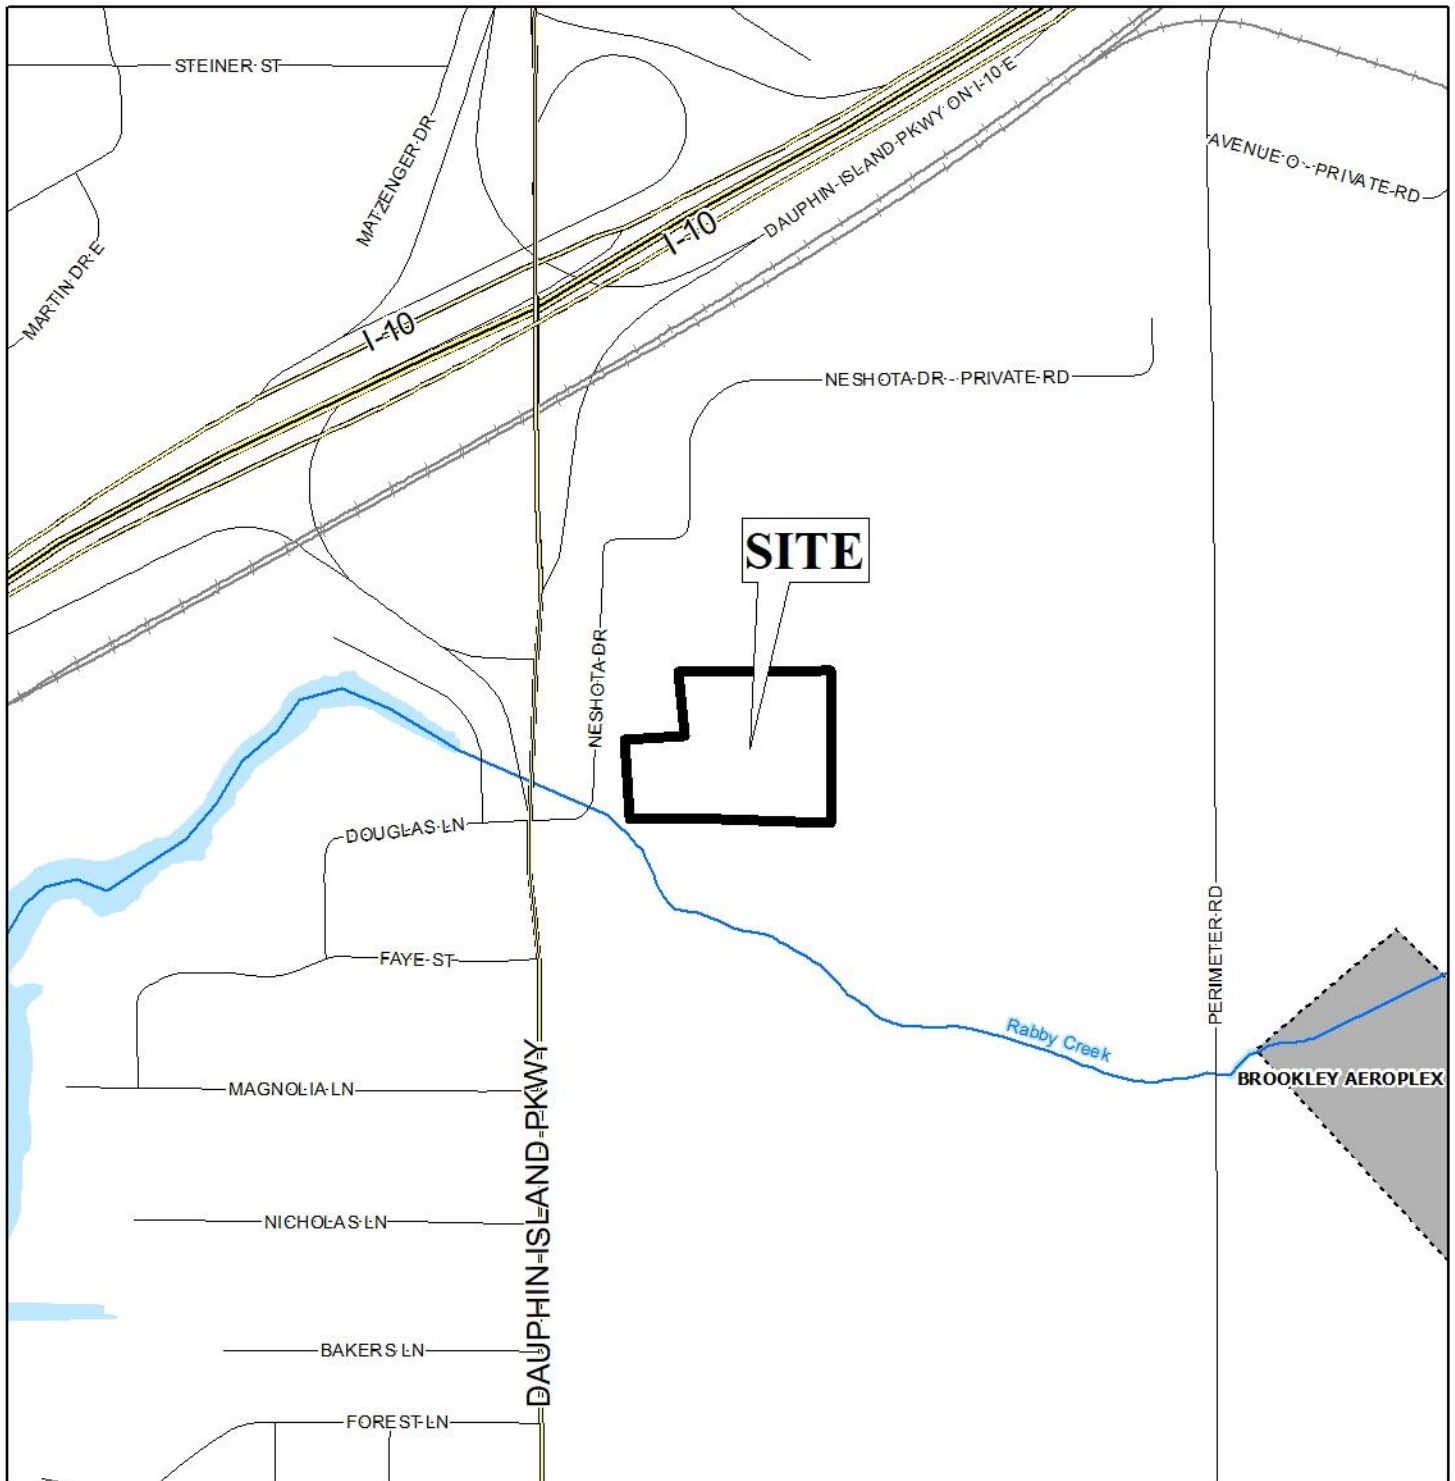 STEINER ST
MATZENGER DR
DAUPHIN ISLAND PKWY ON I-10 E
AVENUE O - PRIVATE RD
I-10
MARTIN DR E
I-10
NESHOTA DR - PRIVATE RD
SITE
NESHOTA DR
DOUGLAS LN
FAYE ST
PERIMETER RD
Rabby Creek
BROOKLEY AEROPLEX
MAGNOLIA LN
DAUPHIN ISLAND PKWY
NICHOLAS LN
BAKERS LN
FOREST LN